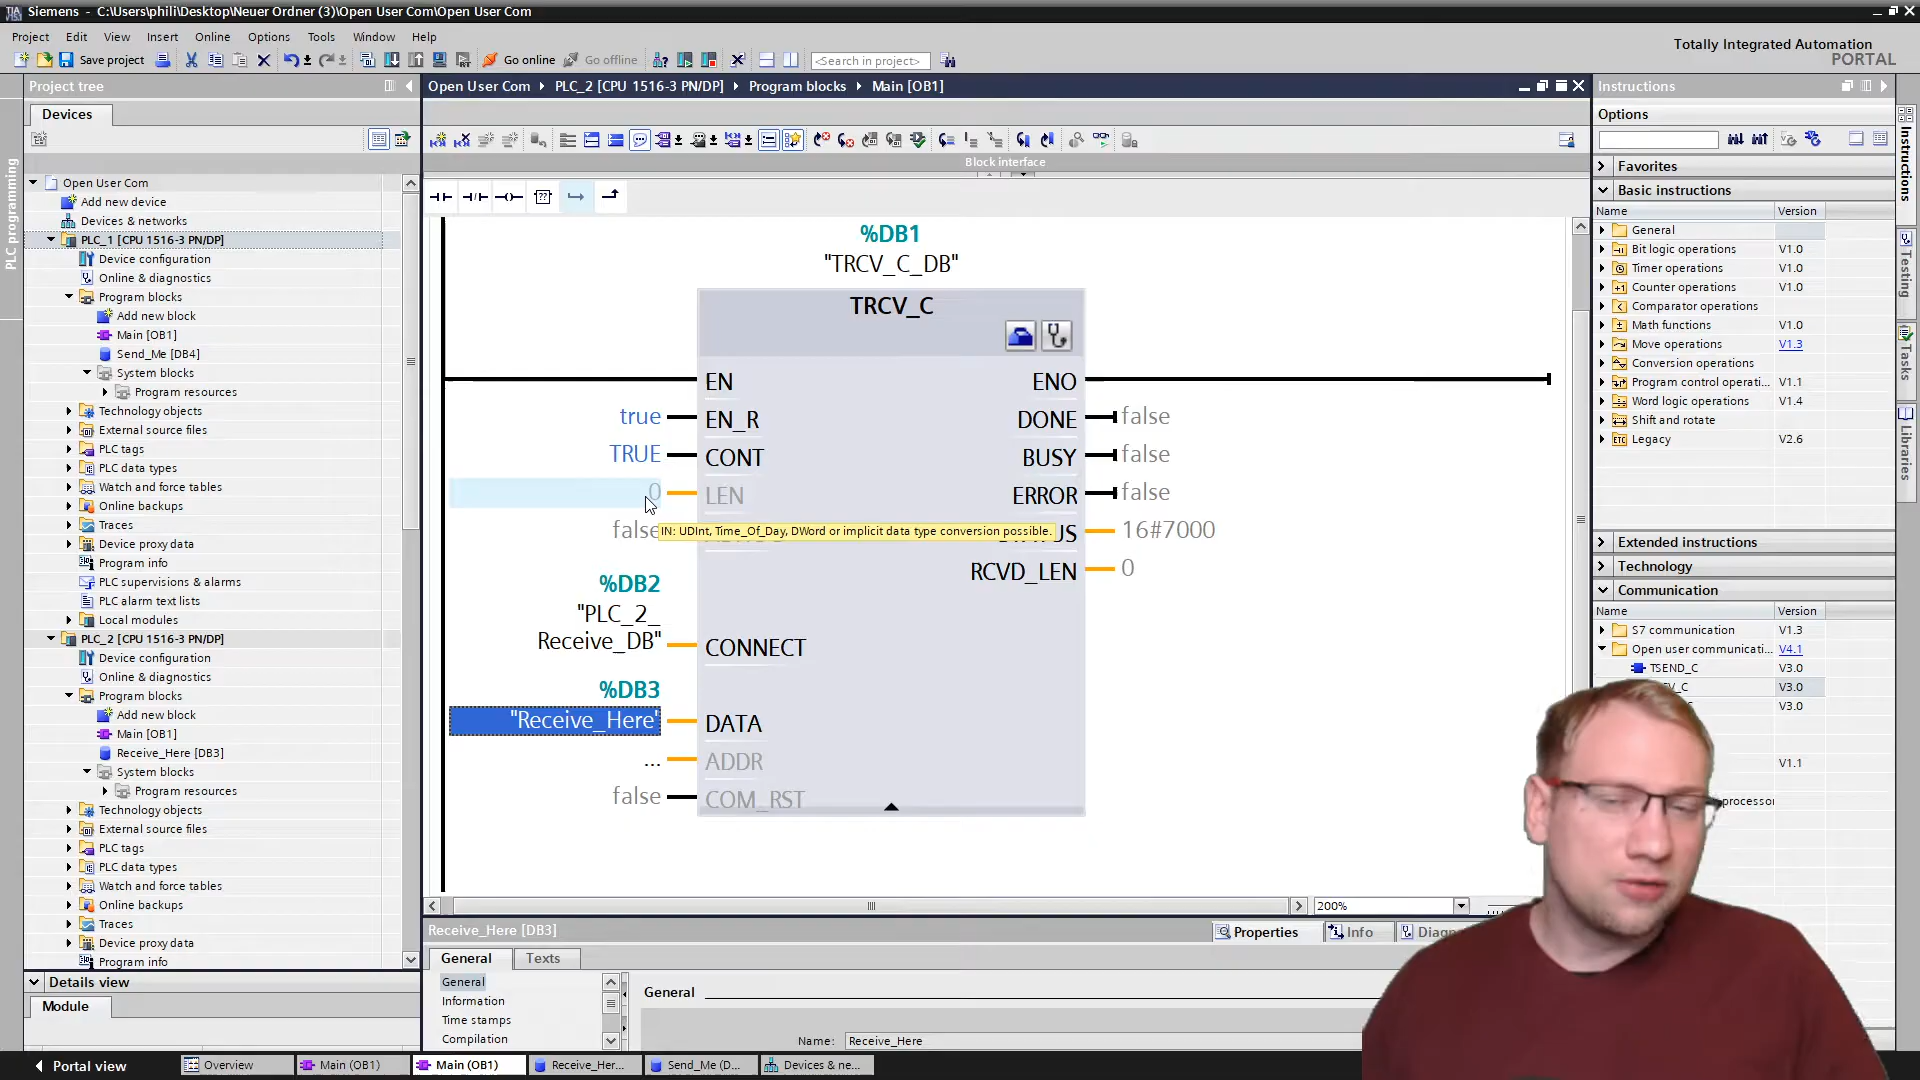 Siemens - C:\Users\phili\Desktop\Neuer Ordner (3)\Open User Com\Open User Com
Project Edit View Insert Online Options Tools Window Help
Totally Integrated Automation
PORTAL
Save project
Go online
Go offline
<Search in project>
Project tree
Open User Com PLC_2 [CPU 1516-3 PN/DP] Program blocks Main [OB1]
Instructions
Devices
Options
Block interface
PLC programming
Open User Com
Add new device
Devices & networks
PLC_1 [CPU 1516-3 PN/DP]
Device configuration
Online & diagnostics
Program blocks
Add new block
Main [OB1]
Send_Me [DB4]
System blocks
Program resources
Technology objects
External source files
PLC tags
PLC data types
Watch and force tables
Online backups
Traces
Device proxy data
Program info
PLC supervisions & alarms
PLC alarm text lists
Local modules
PLC_2 [CPU 1516-3 PN/DP]
Device configuration
Online & diagnostics
Program blocks
Add new block
Main [OB1]
Receive_Here [DB3]
System blocks
Program resources
Technology objects
External source files
PLC tags
PLC data types
Watch and force tables
Online backups
Traces
Device proxy data
Program info
Details view
Module
%DB1
"TRCV_C_DB"
TRCV_C
EN ENO
true EN_R DONE false
TRUE CONT BUSY false
0 LEN ERROR false
false 16#7000
IN: UDInt, Time_Of_Day, DWord or implicit data type conversion possible.
RCVD_LEN 0
%DB2
"PLC_2_
Receive_DB" CONNECT
%DB3
"Receive_Here" DATA
... ADDR
false COM_RST
200%
Receive_Here [DB3]
Properties
Info
General Texts
General
Information
Time stamps
Compilation
General
Name: Receive_Here
Favorites
Basic instructions
Name Version
General
Bit logic operations V1.0
Timer operations V1.0
Counter operations V1.0
Comparator operations
Math functions V1.0
Move operations V1.3
Conversion operations
Program control operati... V1.1
Word logic operations V1.4
Shift and rotate
Legacy V2.6
Extended instructions
Technology
Communication
Name Version
S7 communication V1.3
Open user communicati... V4.1
TSEND_C V3.0
V3.0
V3.0
V1.1
Instructions
Testing
Tasks
Libraries
Portal view
Overview
Main (OB1)
Main (OB1)
Receive_Her...
Send_Me (D...
Devices & ne...